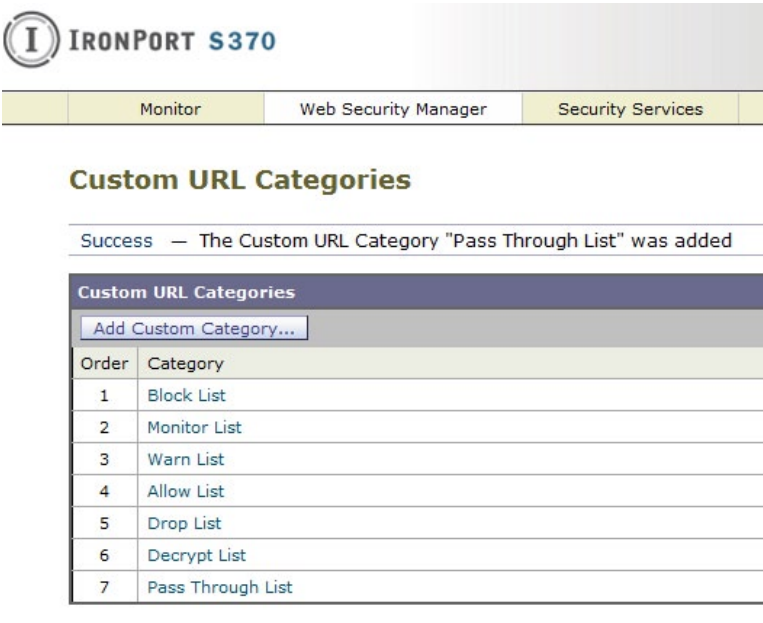 I IRONPORT S370
Monitor Web Security Manager Security Services
Custom URL Categories
Success — The Custom URL Category "Pass Through List" was added
Custom URL Categories
Add Custom Category...
Order Category
1 Block List
2 Monitor List
3 Warn List
4 Allow List
5 Drop List
6 Decrypt List
7 Pass Through List